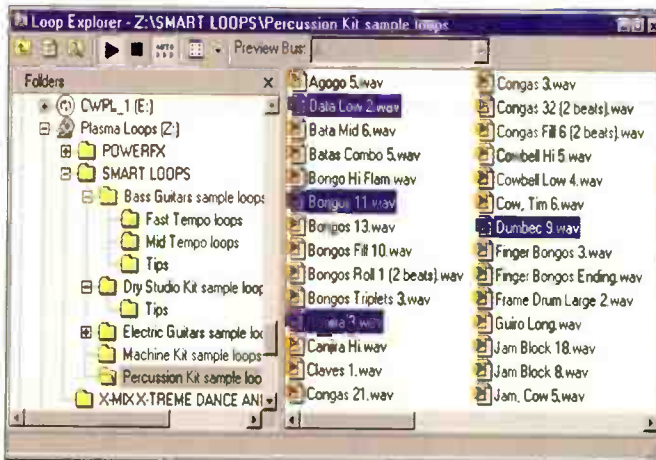 Loop Explorer - Z:\SMART LOOPS\Percussion Kit sample loops
AUTO
Preview Bus:
Folders
CWPL_1 (E:)
Plasma Loops (Z:)
POWERFX
SMART LOOPS
Bass Guitars sample loops
Fast Tempo loops
Mid Tempo loops
Tips
Dry Studio Kit sample loop
Tips
Electric Guitars sample loo
Machine Kit sample loops
Percussion Kit sample loo
X-MIX X-TREME DANCE AN
Agogo 5.wav
Bata Low 2.wav
Bata Mid 6.wav
Batas Combo 5.wav
Bongo Hi Flam.wav
Bongos 11.wav
Bongos 13.wav
Bongos Fill 10.wav
Bongos Roll 1 (2 beats).wav
Bongos Triplets 3.wav
3.wav
Canjira Hi.wav
Claves 1.wav
Congas 21.wav
Congas 3.wav
Congas 32 (2 beats).wav
Congas Fill 6 (2 beats).wav
Cowbell Hi 5.wav
Cowbell Low 4.wav
Cow, Tim 6.wav
Dumbec 9.wav
Finger Bongos 3.wav
Finger Bongos Ending.wav
Frame Drum Large 2.wav
Guiro Long.wav
Jam Block 18.wav
Jam Block 8.wav
Jam, Cow 5.wav